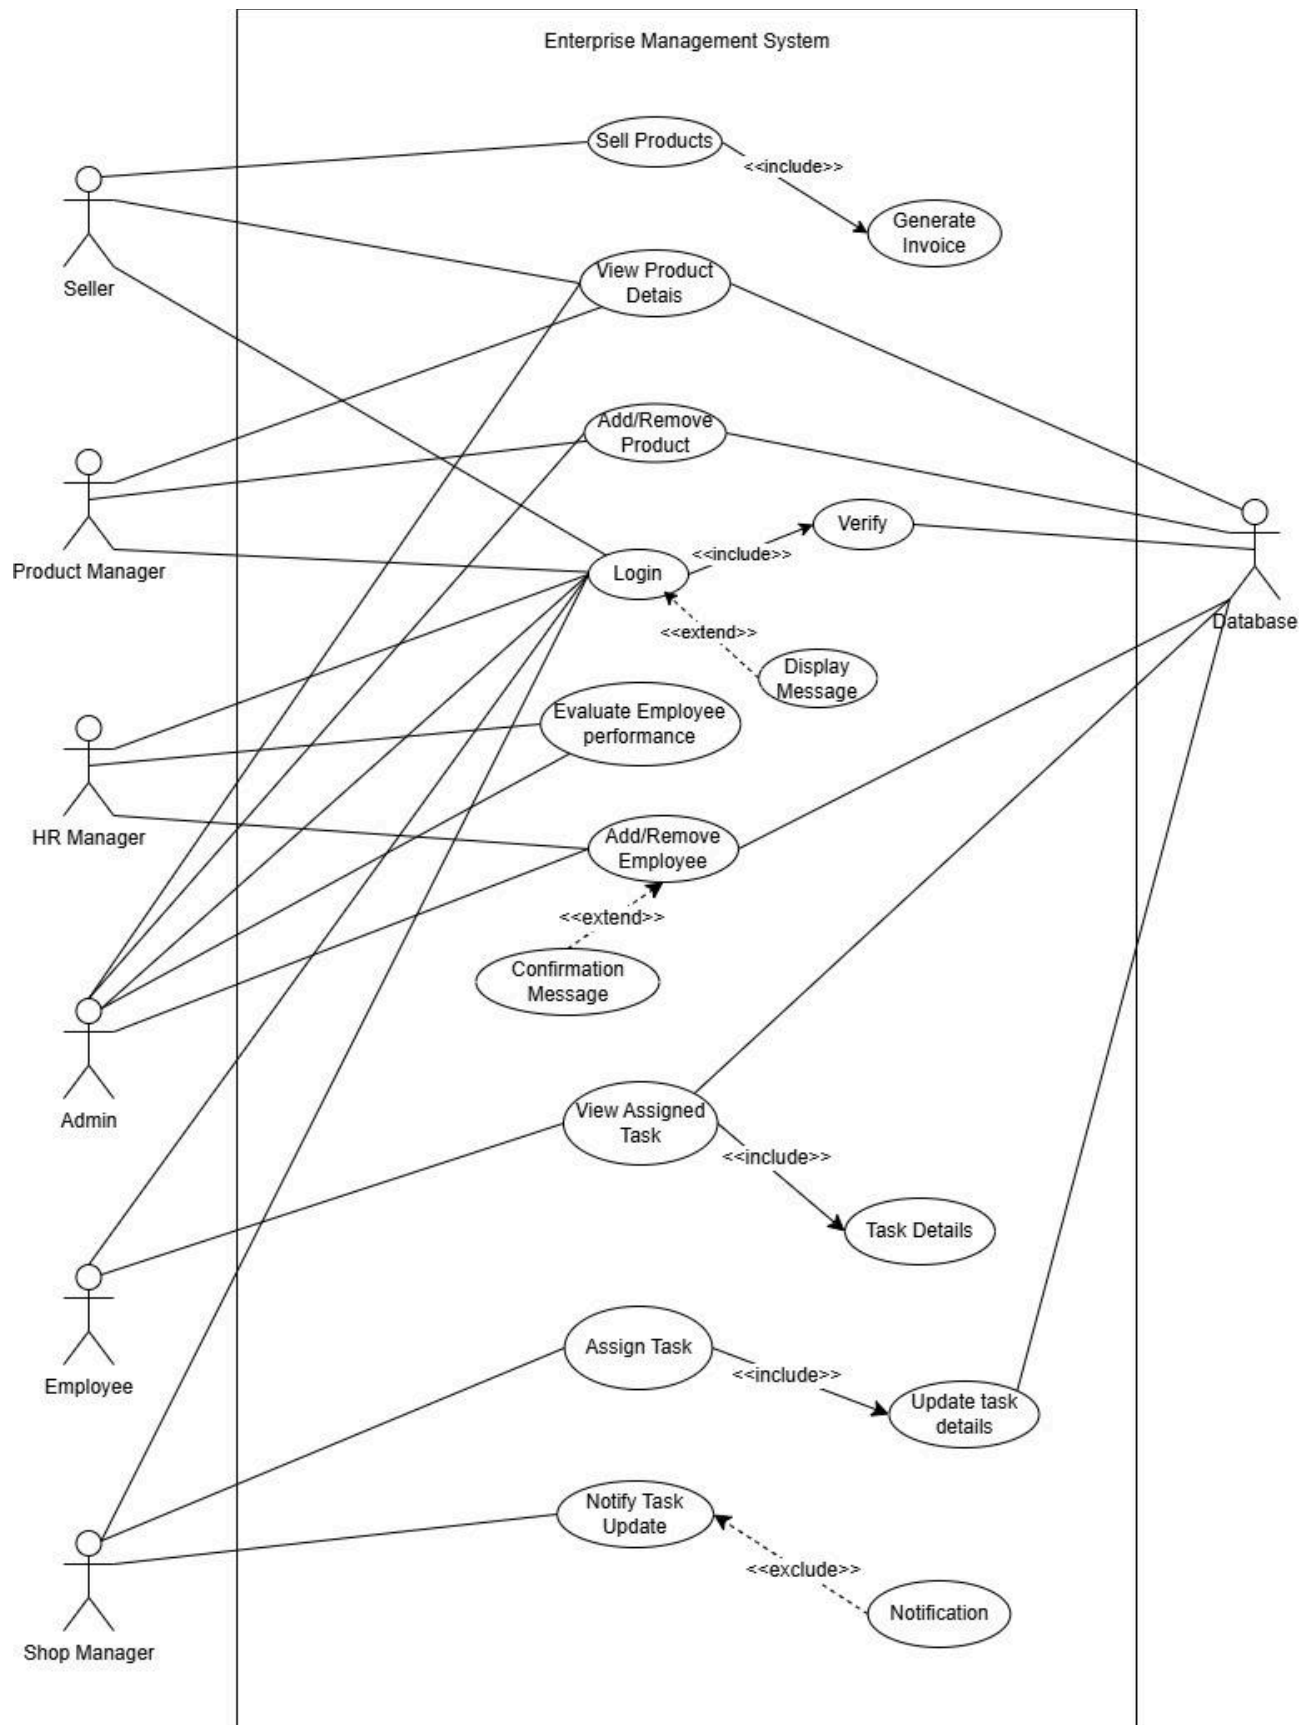 Enterprise Management System
Sell Products
<<include>>
Generate
Invoice
Seller
View Product
Detais
Add/Remove
Product
Product Manager
Verify
<<include>>
Login
Database
<<extend>>
Display
Message
Evaluate Employee
performance
HR Manager
Add/Remove
Employee
<<extend>>
Confirmation
Message
Admin
View Assigned
Task
<<include>>
Task Details
Employee
Assign Task
<<include>>
Update task
details
Notify Task
Update
<<exclude>>
Notification
Shop Manager